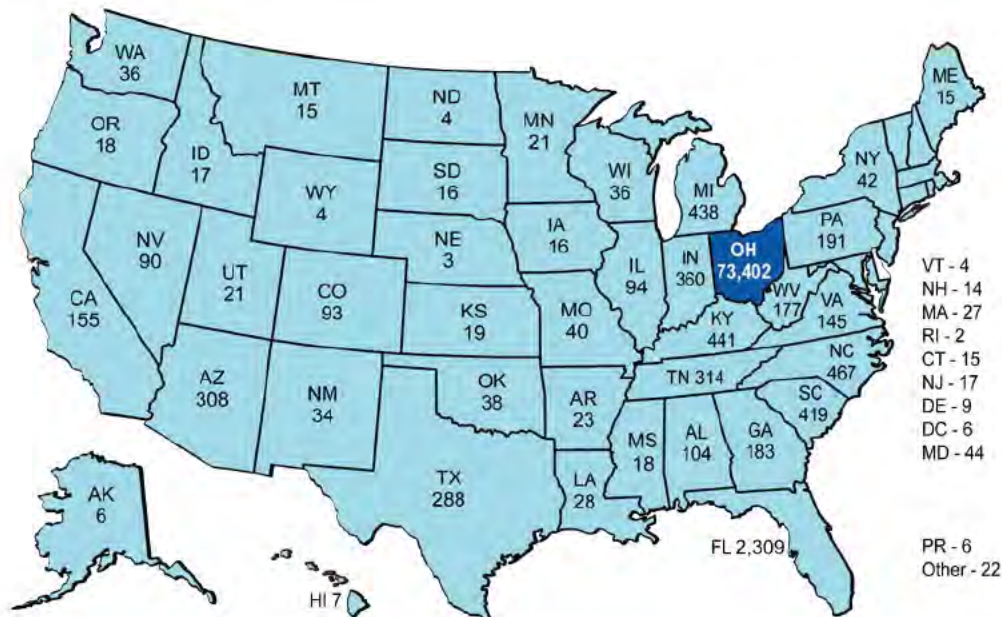 WA
36
OR
18
CA
155
NV
90
ID
17
MT
15
WY
4
UT
21
AZ
308
CO
93
NM
34
ND
4
SD
16
NE
3
KS
19
OK
38
TX
288
MN
21
IA
16
MO
40
AR
23
LA
28
WI
36
IL
94
MI
438
IN
360
OH
73,402
KY
441
TN 314
MS
18
AL
104
GA
183
FL 2,309
SC
419
NC
467
VA
145
WV
177
PA
191
NY
42
ME
15
VT - 4
NH - 14
MA - 27
RI - 2
CT - 15
NJ - 17
DE - 9
DC - 6
MD - 44
PR - 6
Other - 22
AK
6
HI 7